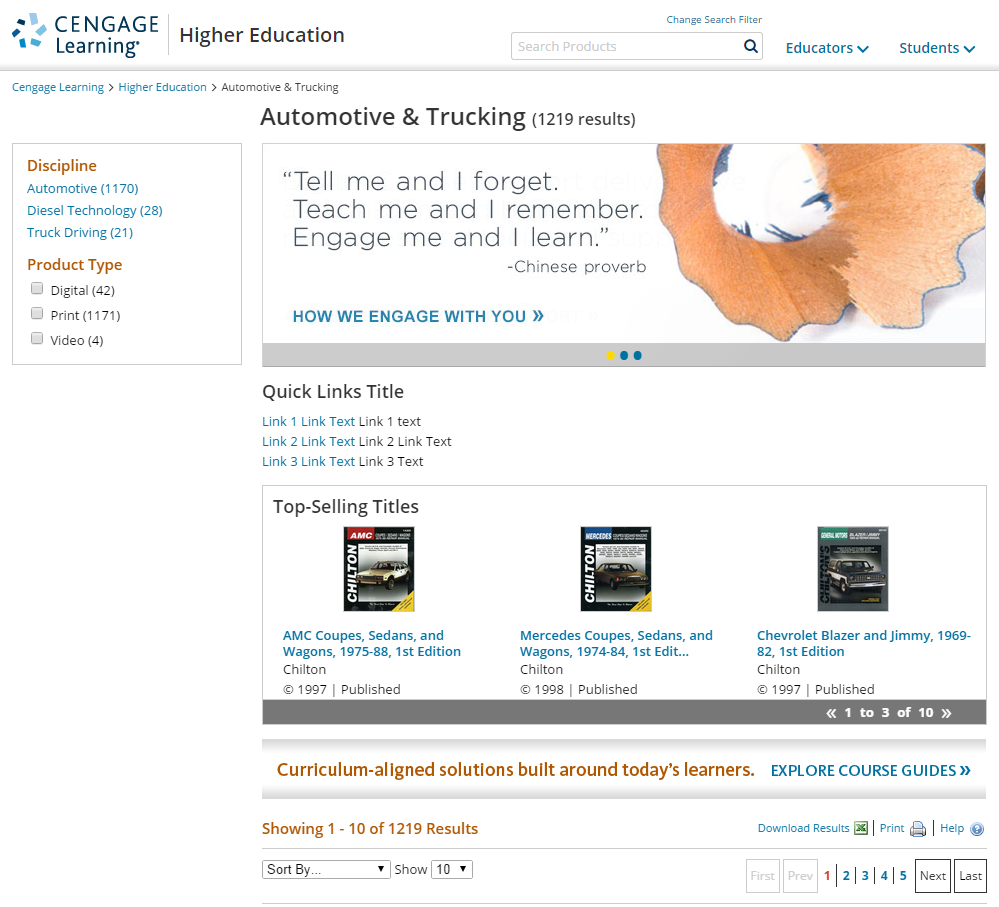 CENGAGE
Learning
Higher Education
Change Search Filter
Search Products
Educators
Students
Cengage Learning > Higher Education > Automotive & Trucking
Automotive & Trucking (1219 results)
Discipline
Automotive (1170)
Diesel Technology (28)
Truck Driving (21)
Product Type
Digital (42)
Print (1171)
Video (4)
“Tell me and I forget.
Teach me and I remember.
Engage me and I learn.”
-Chinese proverb
HOW WE ENGAGE WITH YOU »
Quick Links Title
Link 1 Link Text Link 1 text
Link 2 Link Text Link 2 Link Text
Link 3 Link Text Link 3 Text
Top-Selling Titles
AMC
CHILTON
MERCEDES
CHILTON
GENERAL MOTORS BLAZER/JIMMY
CHILTON'S
AMC Coupes, Sedans, and
Wagons, 1975-88, 1st Edition
Chilton
© 1997 | Published
Mercedes Coupes, Sedans, and
Wagons, 1974-84, 1st Edit...
Chilton
© 1998 | Published
Chevrolet Blazer and Jimmy, 1969-
82, 1st Edition
Chilton
© 1997 | Published
« 1 to 3 of 10 »
Curriculum-aligned solutions built around today’s learners. EXPLORE COURSE GUIDES »
Showing 1 - 10 of 1219 Results
Download Results | Print | Help
Sort By... Show 10
First Prev 1 | 2 | 3 | 4 | 5 Next Last